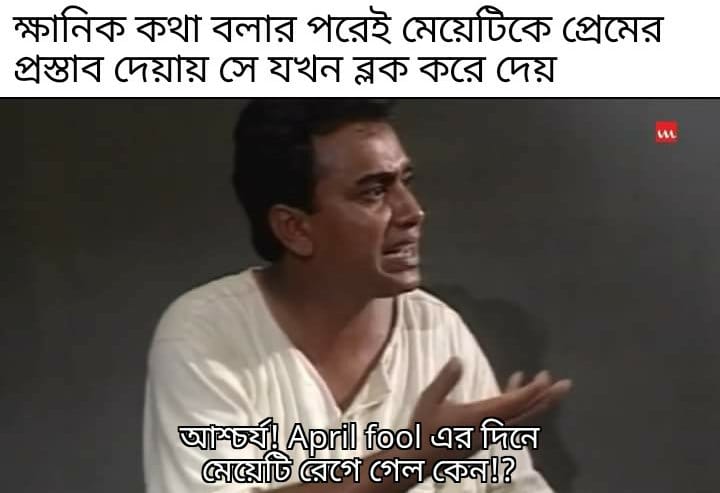 ক্ষানিক কথা বলার পরেই মেয়েটিকে প্রেমের
প্রস্তাব দেয়ায় সে যখন ব্লক করে দেয়
আশ্চর্য! April fool এর দিনে
মেয়েটি রেগে গেল কেন!?